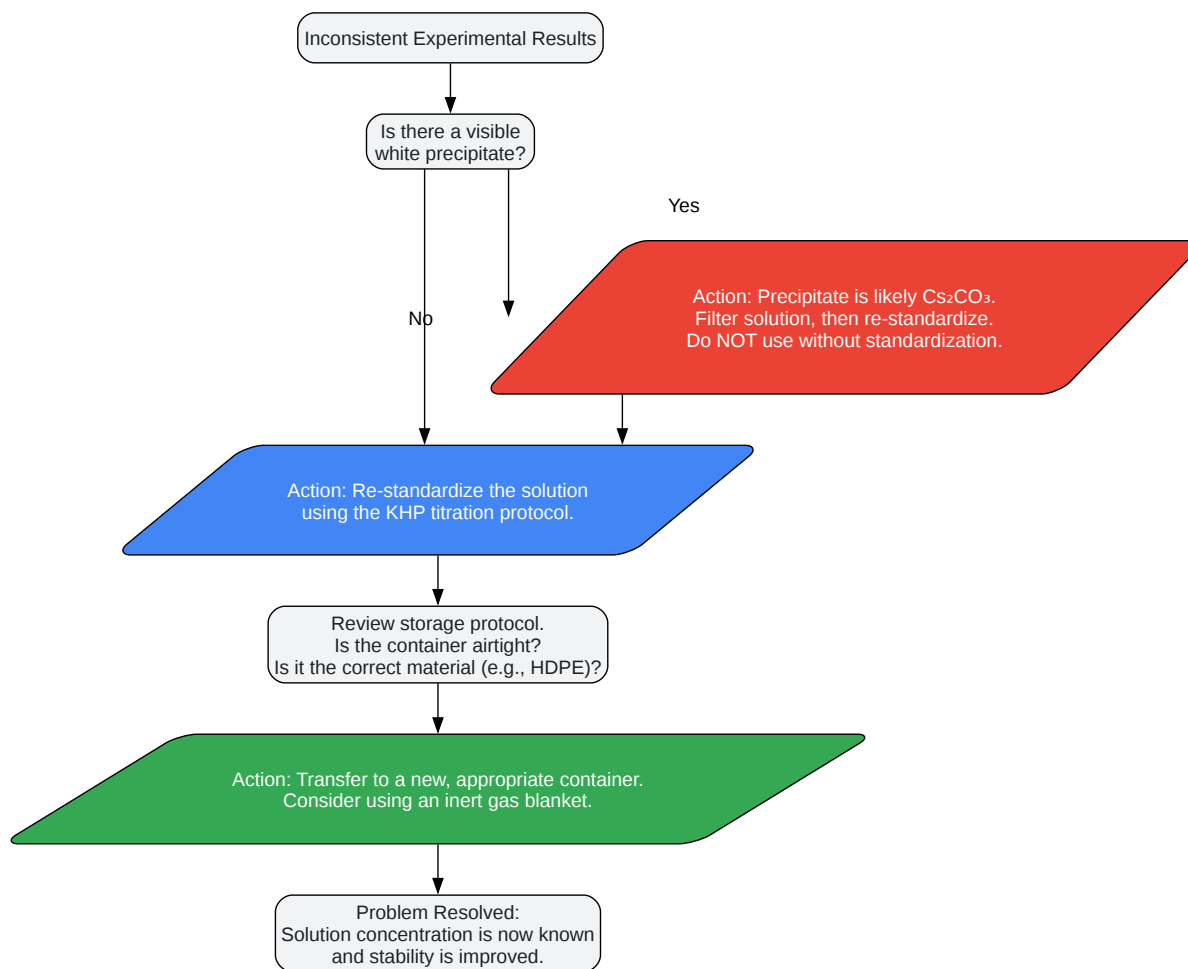 Inconsistent Experimental Results
Is there a visible
white precipitate?
Yes
Action: Precipitate is likely Cs₂CO₃.
Filter solution, then re-standardize.
Do NOT use without standardization.
No
Action: Re-standardize the solution
using the KHP titration protocol.
Review storage protocol.
Is the container airtight?
Is it the correct material (e.g., HDPE)?
Action: Transfer to a new, appropriate container.
Consider using an inert gas blanket.
Problem Resolved:
Solution concentration is now known
and stability is improved.